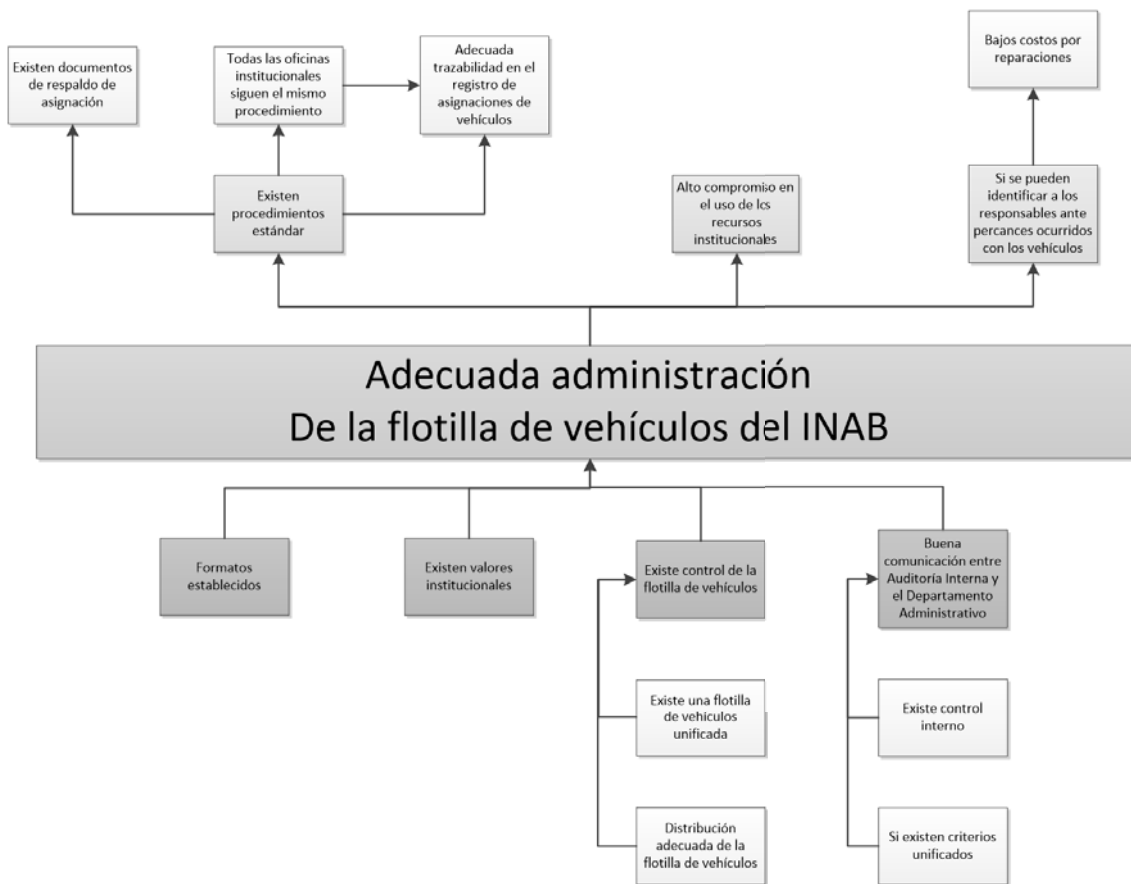 Existen documentos
de respaldo de
asignación
Todas las oficinas
institucionales
siguen el mismo
procedimiento
Adecuada
trazabilidad en el
registro de
asignaciones de
vehículos
Bajos costos por
reparaciones
Existen
procedimientos
estándar
Alto compromiso en
el uso de los
recursos
institucionales
Si se pueden
identificar a los
responsables ante
percances ocurridos
con los vehículos
Adecuada administración
De la flotilla de vehículos del INAB
Formatos
establecidos
Existen valores
institucionales
Existe control de la
flotilla de vehículos
Buena
comunicación entre
Auditoría Interna y
el Departamento
Administrativo
Existe una flotilla
de vehículos
unificada
Existe control
interno
Distribución
adecuada de la
flotilla de vehículos
Si existen criterios
unificados